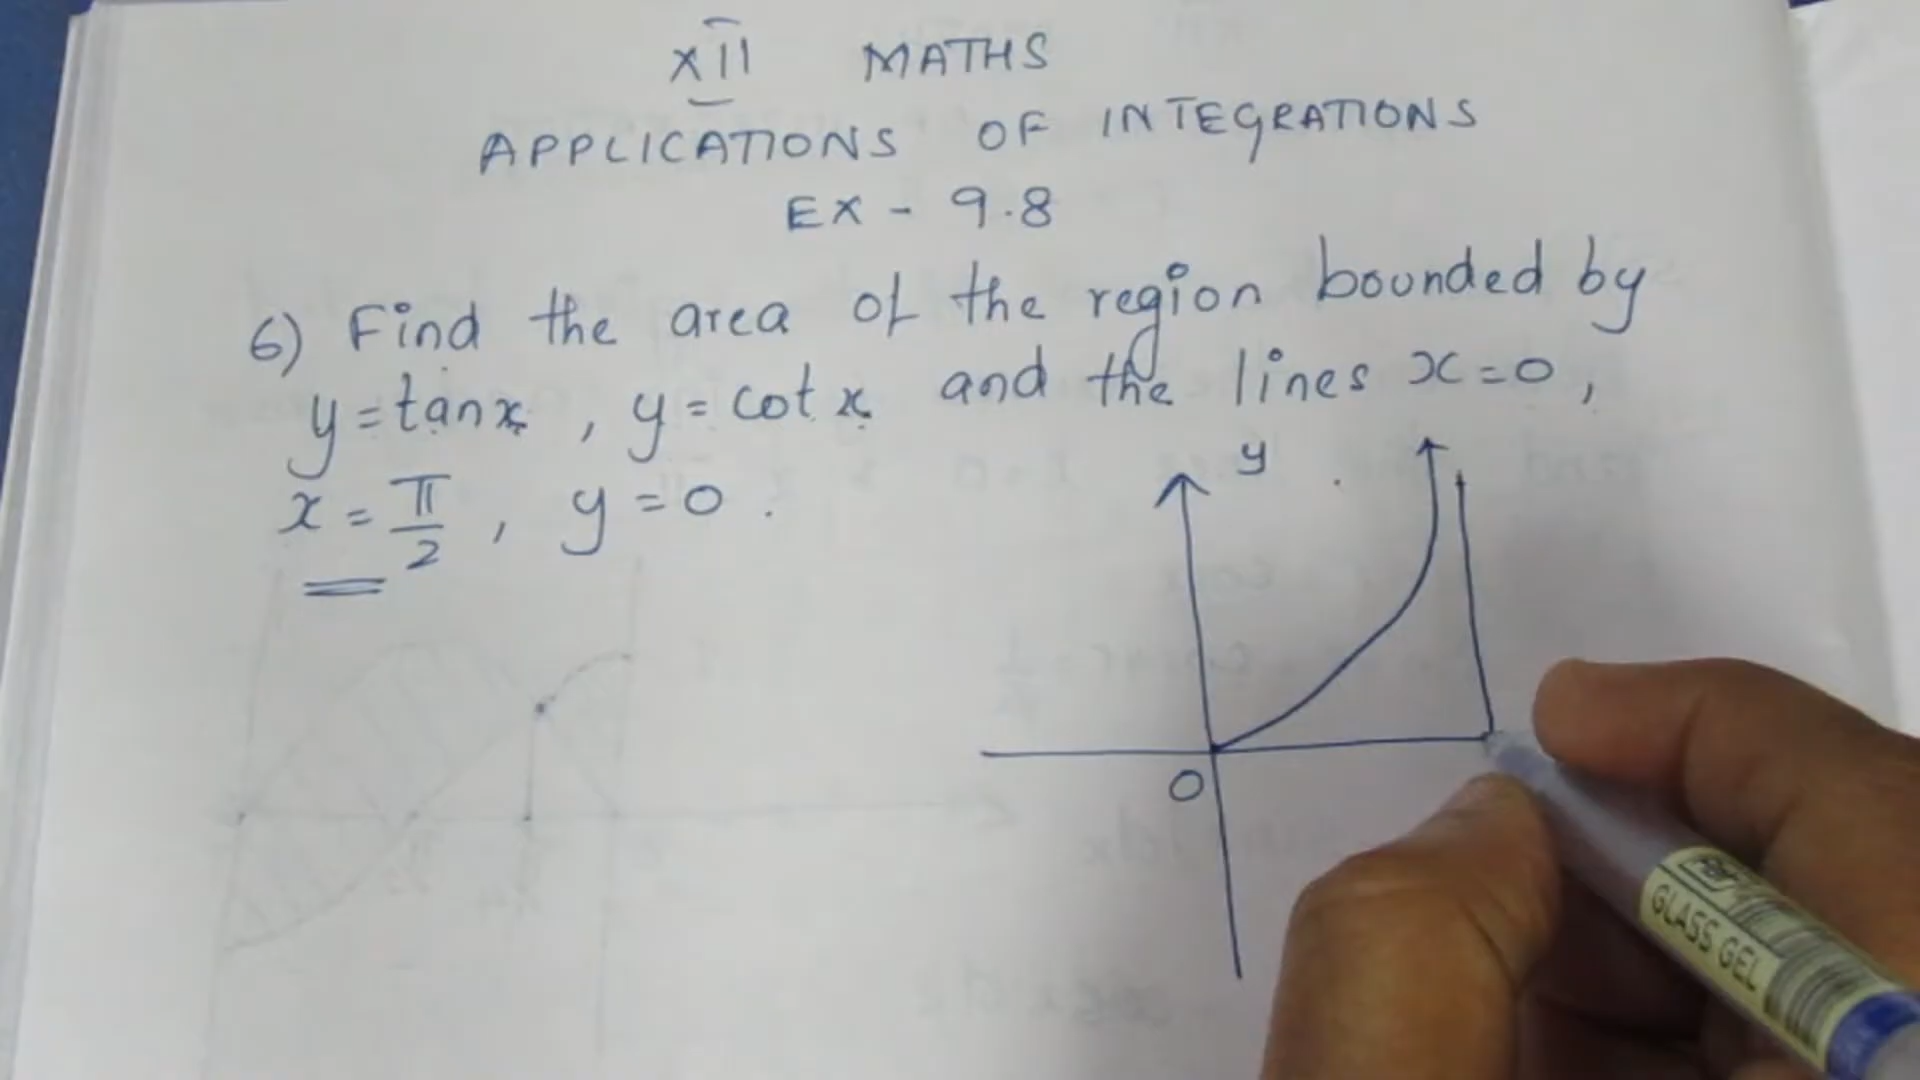 XII MATHS
APPLICATIONS OF INTEGRATIONS
EX - 9.8
6) Find the area of the region bounded by
y = tan x , y = cot x and the lines x = 0 ,
x = π/2 , y = 0 .
y
O
GLASS GEL